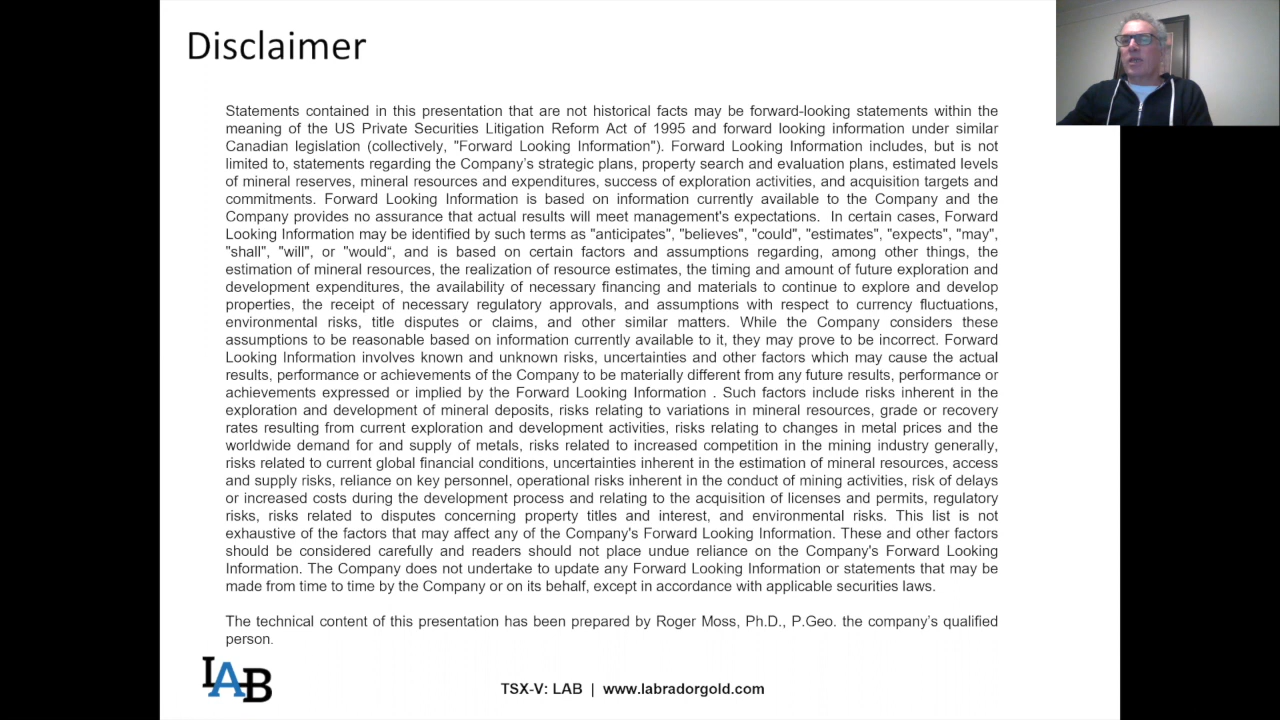 Disclaimer
Statements contained in this presentation that are not historical facts may be forward-looking statements within the
meaning of the US Private Securities Litigation Reform Act of 1995 and forward looking information under similar
Canadian legislation (collectively, "Forward Looking Information"). Forward Looking Information includes, but is not
limited to, statements regarding the Company's strategic plans, property search and evaluation plans, estimated levels
of mineral reserves, mineral resources and expenditures, success of exploration activities, and acquisition targets and
commitments. Forward Looking Information is based on information currently available to the Company and the
Company provides no assurance that actual results will meet management's expectations. In certain cases, Forward
Looking Information may be identified by such terms as "anticipates", "believes", "could", "estimates", "expects", "may",
"shall", "will", or "would“, and is based on certain factors and assumptions regarding, among other things, the
estimation of mineral resources, the realization of resource estimates, the timing and amount of future exploration and
development expenditures, the availability of necessary financing and materials to continue to explore and develop
properties, the receipt of necessary regulatory approvals, and assumptions with respect to currency fluctuations,
environmental risks, title disputes or claims, and other similar matters. While the Company considers these
assumptions to be reasonable based on information currently available to it, they may prove to be incorrect. Forward
Looking Information involves known and unknown risks, uncertainties and other factors which may cause the actual
results, performance or achievements of the Company to be materially different from any future results, performance or
achievements expressed or implied by the Forward Looking Information . Such factors include risks inherent in the
exploration and development of mineral deposits, risks relating to variations in mineral resources, grade or recovery
rates resulting from current exploration and development activities, risks relating to changes in metal prices and the
worldwide demand for and supply of metals, risks related to increased competition in the mining industry generally,
risks related to current global financial conditions, uncertainties inherent in the estimation of mineral resources, access
and supply risks, reliance on key personnel, operational risks inherent in the conduct of mining activities, risk of delays
or increased costs during the development process and relating to the acquisition of licenses and permits, regulatory
risks, risks related to disputes concerning property titles and interest, and environmental risks. This list is not
exhaustive of the factors that may affect any of the Company's Forward Looking Information. These and other factors
should be considered carefully and readers should not place undue reliance on the Company's Forward Looking
Information. The Company does not undertake to update any Forward Looking Information or statements that may be
made from time to time by the Company or on its behalf, except in accordance with applicable securities laws.
The technical content of this presentation has been prepared by Roger Moss, Ph.D., P.Geo. the company's qualified
person.
LAB
TSX-V: LAB | www.labradorgold.com